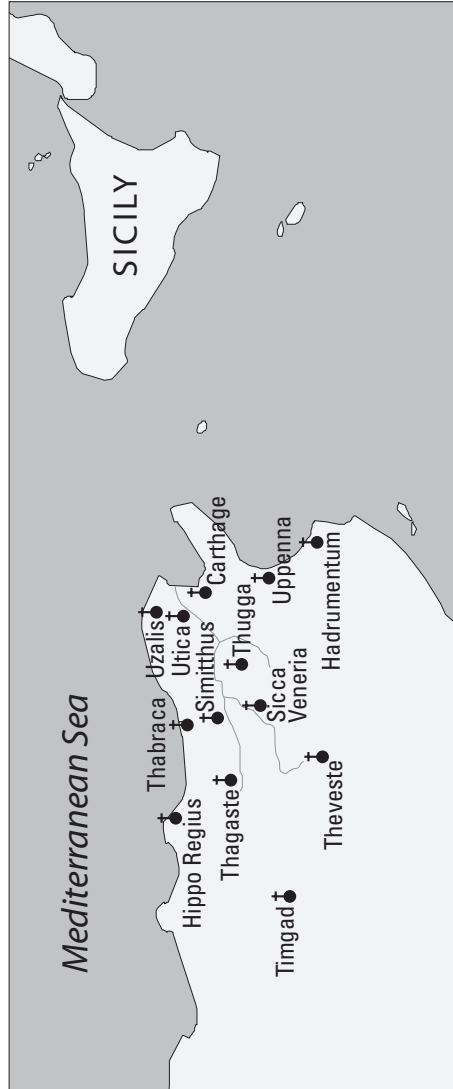 Mediterranean Sea
SICILY
Hippo Regius
Thabraca
Uzalis
Utica
Simitthus
Carthage
Thagaste
Thugga
Sicca
Veneria
Uppenna
Timgad
Theveste
Hadrumentum